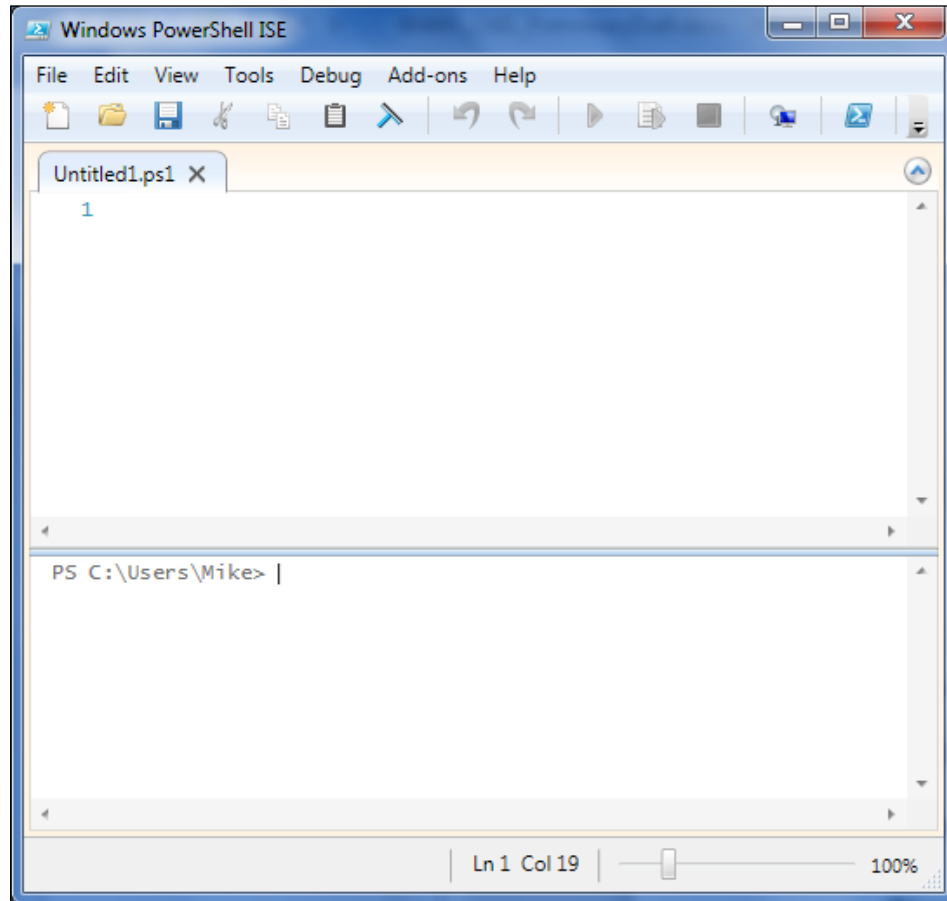 Windows PowerShell ISE
File Edit View Tools Debug Add-ons Help
Untitled1.ps1
1
PS C:\Users\Mike>
Ln 1 Col 19
100%